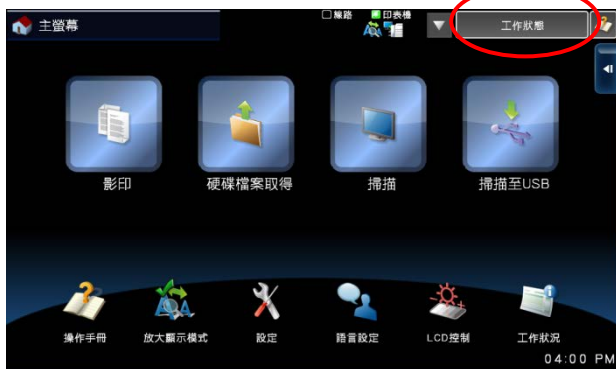 主螢幕
線路 印表機
工作狀態
影印 硬碟檔案取得 掃描 掃描至USB
操作手冊 放大顯示模式 設定 語言設定 LCD控制 工作狀況
04:00 PM